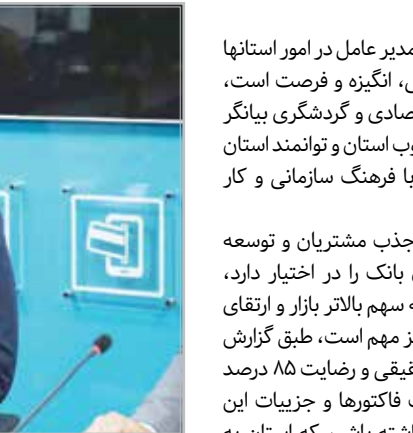 مدیر عامل در امور استانها
، انگیزه و فرصت است،
صادی و گردشگری بیانگر
وب استان و توانمند استان
با فرهنگ سازمانی و کار
جذب مشتریان و توسعه
بانک را در اختیار دارد،
ه سهم بالاتر بازار و ارتقای
یز مهم است، طبق گزارش
قیقی و رضایت ۸۵ درصد
فاکتورها و جزییات این